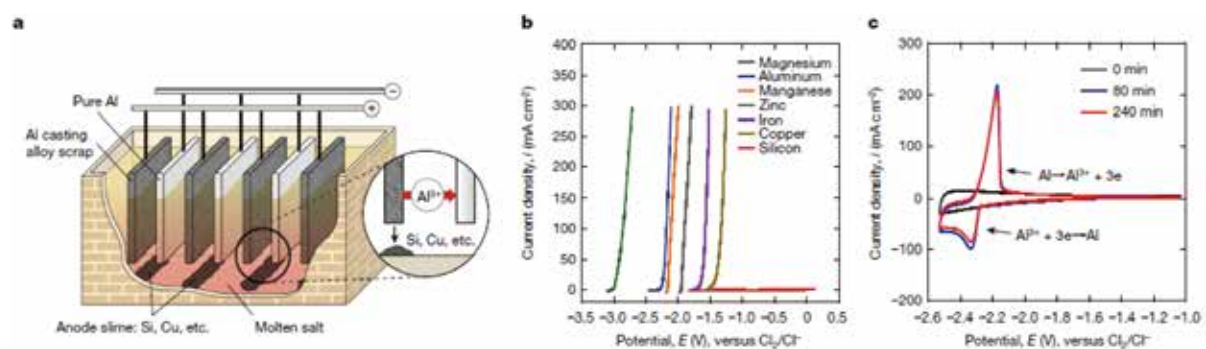 a
Pure Al
Al casting
alloy scrap
−
+
Al³⁺
Si, Cu, etc.
Anode slime: Si, Cu, etc.
Molten salt
b
Current density, i (mA cm⁻²)
400
350
300
250
200
150
100
50
0
Magnesium
Aluminum
Manganese
Zinc
Iron
Copper
Silicon
−3.5 −3.0 −2.5 −2.0 −1.5 −1.0 −0.5 0 0.5
Potential, E (V), versus Cl₂/Cl⁻
c
Current density, i (mA cm⁻²)
300
200
100
0
−100
−200
0 min
80 min
240 min
Al→Al³⁺ + 3e
Al³⁺ + 3e→Al
−2.6 −2.4 −2.2 −2.0 −1.8 −1.6 −1.4 −1.2 −1.0
Potential, E (V), versus Cl₂/Cl⁻